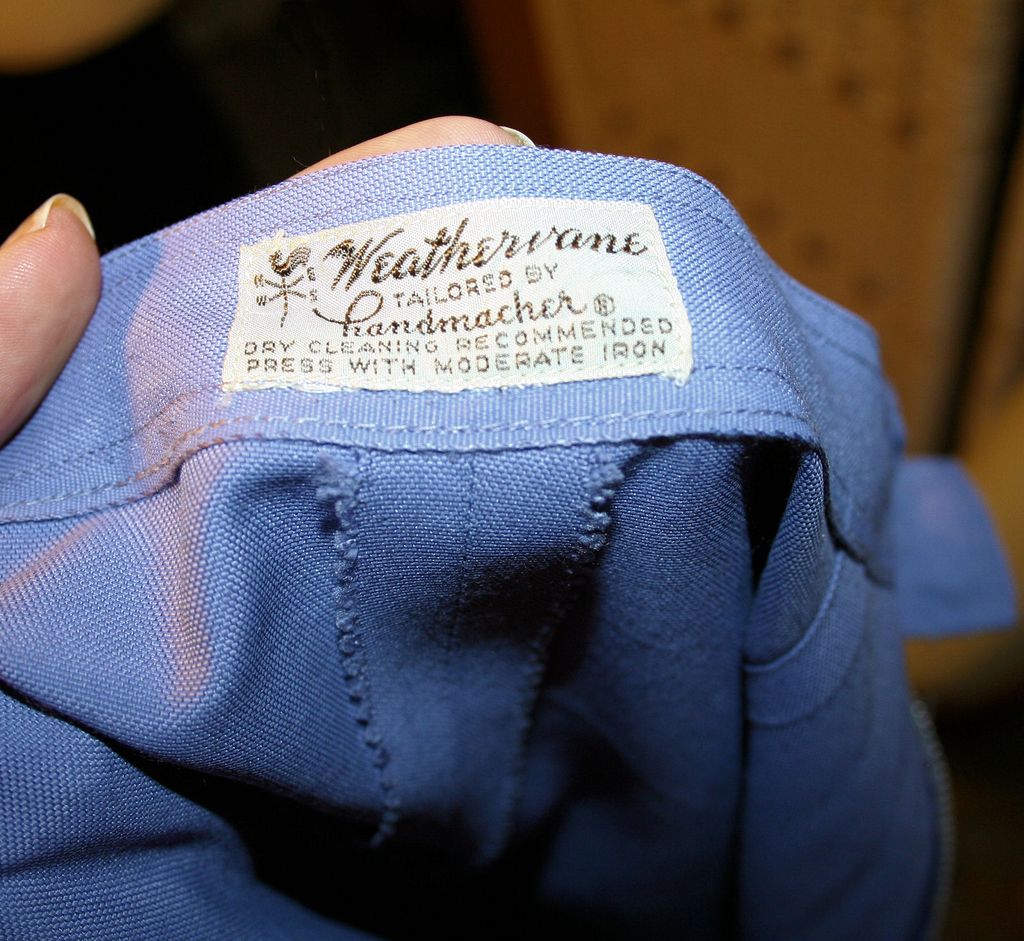 Weathervane
TAILORED BY
handmacher®
DRY CLEANING RECOMMENDED
PRESS WITH MODERATE IRON